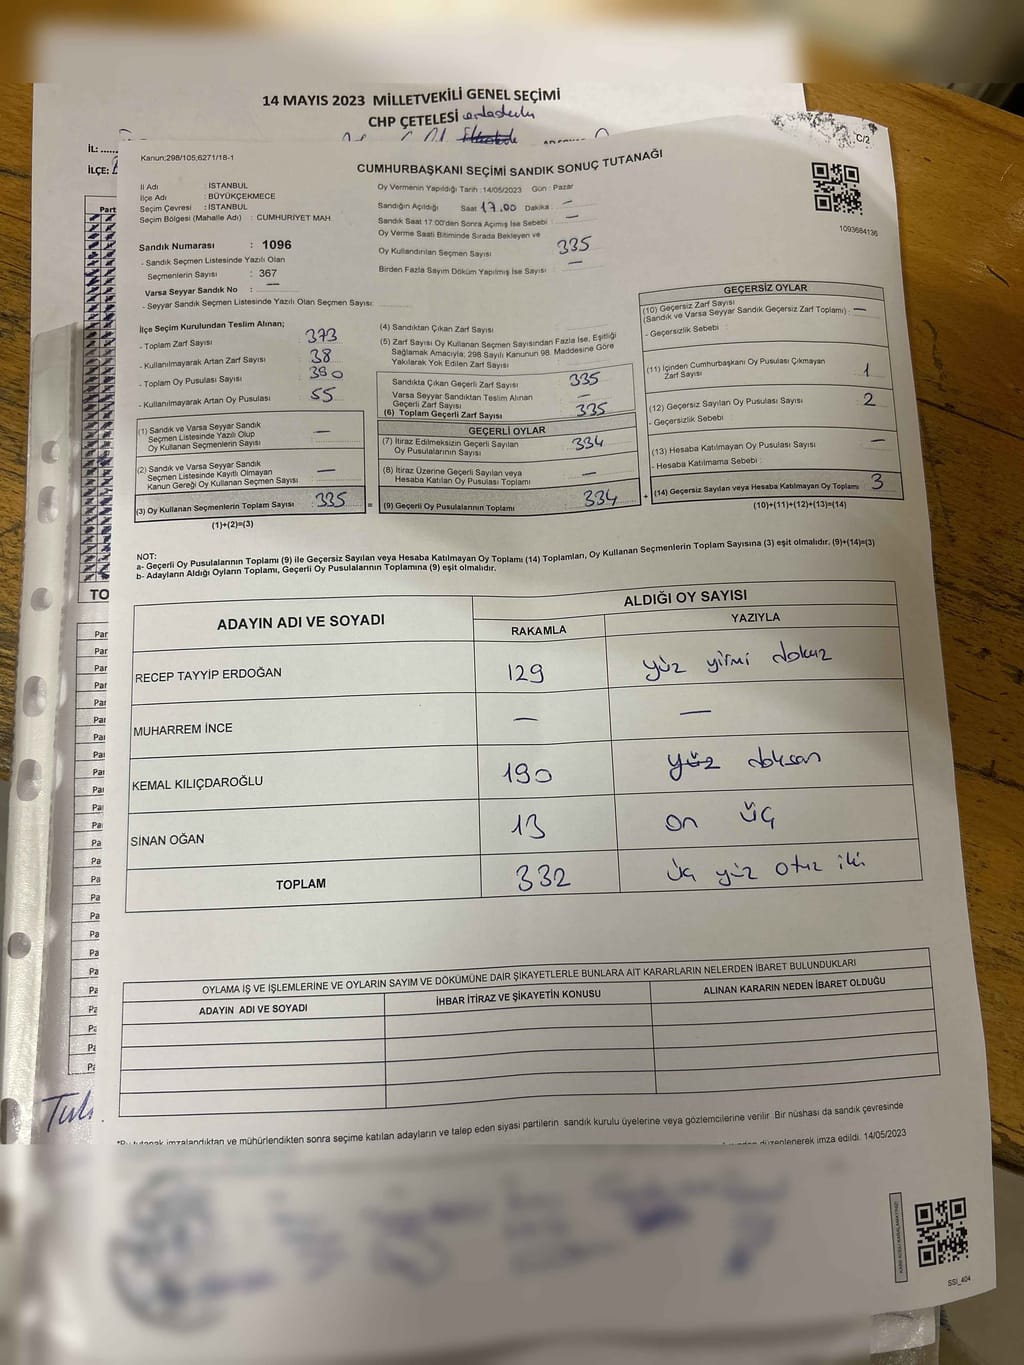 14 MAYIS 2023 MİLLETVEKİLİ GENEL SEÇİMİ
CHP ÇETELESİ
İL:......
İLÇE:
C/2
Kanun;298/105;6271/18-1
CUMHURBAŞKANI SEÇİMİ SANDIK SONUÇ TUTANAĞI
1093684136
İl Adı : İSTANBUL
İlçe Adı : BÜYÜKÇEKMECE
Seçim Çevresi : İSTANBUL
Seçim Bölgesi (Mahalle Adı) : CUMHURİYET MAH.
Sandık Numarası : 1096
- Sandık Seçmen Listesinde Yazılı Olan
Seçmenlerin Sayısı : 367
Varsa Seyyar Sandık No : —
- Seyyar Sandık Seçmen Listesinde Yazılı Olan Seçmen Sayısı:
Oy Vermenin Yapıldığı Tarih : 14/05/2023 Gün : Pazar
Sandığın Açıldığı Saat 17.00 Dakika : —
Sandık Saat 17:00'den Sonra Açımış İse Sebebi : —
Oy Verme Saati Bitiminde Sırada Bekleyen ve
Oy Kullandırılan Seçmen Sayısı 335
Birden Fazla Sayım Döküm Yapılmış İse Sayısı : —
İlçe Seçim Kurulundan Teslim Alınan;
- Toplam Zarf Sayısı 373
- Kullanılmayarak Artan Zarf Sayısı 38
- Toplam Oy Pusulası Sayısı 390
- Kullanılmayarak Artan Oy Pusulası 55
(1) Sandık ve Varsa Seyyar Sandık
Seçmen Listesinde Yazılı Olup
Oy Kullanan Seçmenlerin Sayısı —
(2) Sandık ve Varsa Seyyar Sandık
Seçmen Listesinde Kayıtlı Olmayan
Kanun Gereği Oy Kullanan Seçmen Sayısı —
(3) Oy Kullanan Seçmenlerin Toplam Sayısı 335 =
(1)+(2)=(3)
(4) Sandıktan Çıkan Zarf Sayısı
(5) Zarf Sayısı Oy Kullanan Seçmen Sayısından Fazla İse, Eşitliği
Sağlamak Amacıyla; 298 Sayılı Kanunun 98. Maddesine Göre
Yakılarak Yok Edilen Zarf Sayısı :
Sandıkta Çıkan Geçerli Zarf Sayısı 335
Varsa Seyyar Sandıktan Teslim Alınan
Geçerli Zarf Sayısı —
(6) Toplam Geçerli Zarf Sayısı 335
GEÇERLİ OYLAR
(7) İtiraz Edilmeksizin Geçerli Sayılan
Oy Pusulalarının Sayısı 334
(8) İtiraz Üzerine Geçerli Sayılan veya
Hesaba Katılan Oy Pusulası Toplamı —
(9) Geçerli Oy Pusulalarının Toplamı 334 +
GEÇERSİZ OYLAR
(10) Geçersiz Zarf Sayısı
(Sandık ve Varsa Seyyar Sandık Geçersiz Zarf Toplamı) : —
- Geçersizlik Sebebi :
(11) İçinden Cumhurbaşkanı Oy Pusulası Çıkmayan
Zarf Sayısı 1
(12) Geçersiz Sayılan Oy Pusulası Sayısı 2
- Geçersizlik Sebebi :
(13) Hesaba Katılmayan Oy Pusulası Sayısı —
- Hesaba Katılmama Sebebi :
(14) Geçersiz Sayılan veya Hesaba Katılmayan Oy Toplamı 3
(10)+(11)+(12)+(13)=(14)
NOT:
a- Geçerli Oy Pusulalarının Toplamı (9) ile Geçersiz Sayılan veya Hesaba Katılmayan Oy Toplamı (14) Toplamları, Oy Kullanan Seçmenlerin Toplam Sayısına (3) eşit olmalıdır. (9)+(14)=(3)
b- Adayların Aldığı Oyların Toplamı, Geçerli Oy Pusulalarının Toplamına (9) eşit olmalıdır.
ADAYIN ADI VE SOYADI ALDIĞI OY SAYISI
RAKAMLA YAZIYLA
RECEP TAYYİP ERDOĞAN 129 yüz yirmi dokuz
MUHARREM İNCE — —
KEMAL KILIÇDAROĞLU 190 yüz doksan
SİNAN OĞAN 13 on üç
TOPLAM 332 üç yüz otuz iki
OYLAMA İŞ VE İŞLEMLERİNE VE OYLARIN SAYIM VE DÖKÜMÜNE DAİR ŞİKAYETLERLE BUNLARA AİT KARARLARIN NELERDEN İBARET BULUNDUKLARI
ADAYIN ADI VE SOYADI İHBAR İTİRAZ VE ŞİKAYETİN KONUSU ALINAN KARARIN NEDEN İBARET OLDUĞU
tutanak imzalandıktan ve mühürlendikten sonra seçime katılan adayların ve talep eden siyasi partilerin sandık kurulu üyelerine veya gözlemcilerine verilir Bir nüshası da sandık çevresinde
düzenlenerek imza edildi. 14/05/2023
SSİ_404